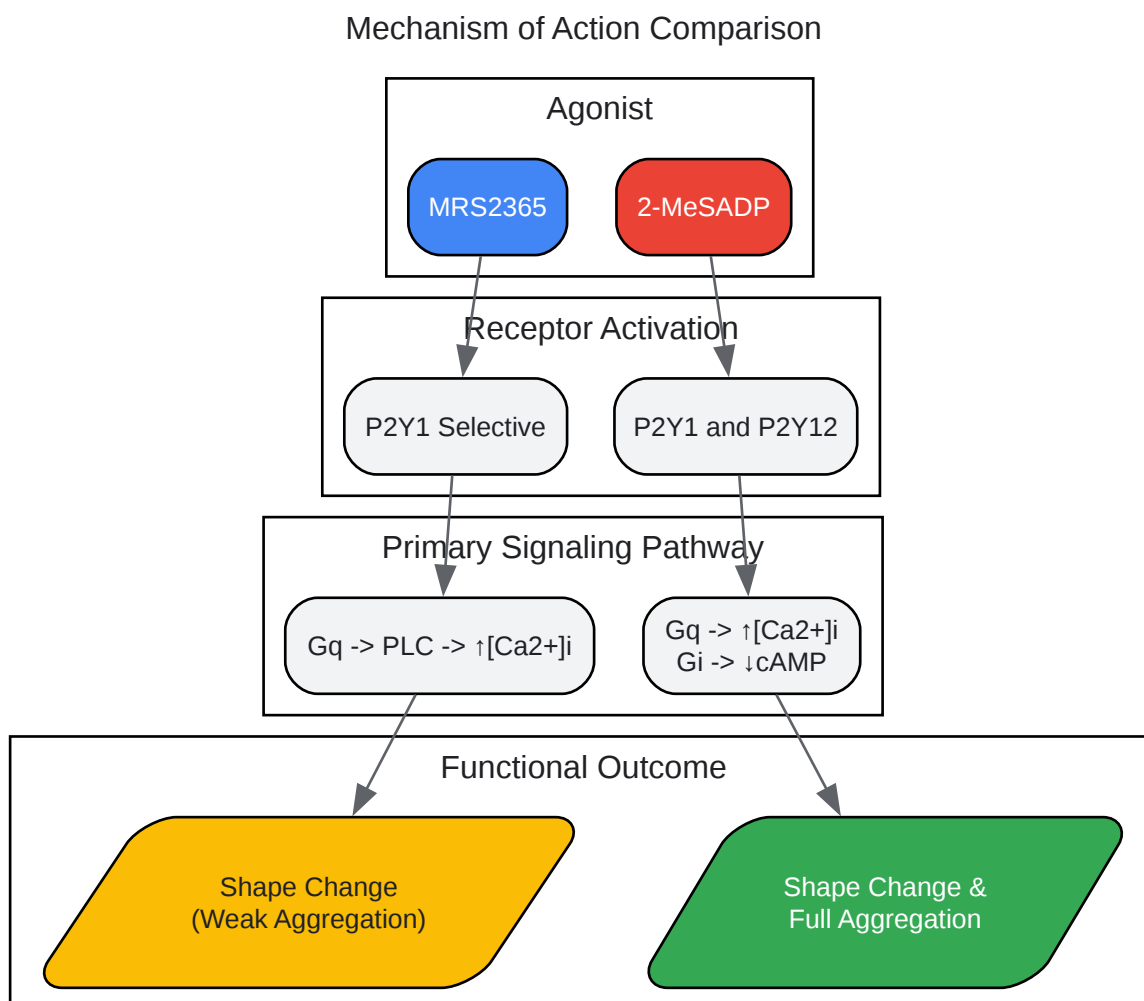 Mechanism of Action Comparison
Agonist
MRS2365
2-MeSADP
Receptor Activation
P2Y1 Selective
P2Y1 and P2Y12
Primary Signaling Pathway
Gq -> PLC -> ↑[Ca2+]i
Gq -> ↑[Ca2+]i
Gi -> ↓cAMP
Functional Outcome
Shape Change
(Weak Aggregation)
Shape Change &
Full Aggregation